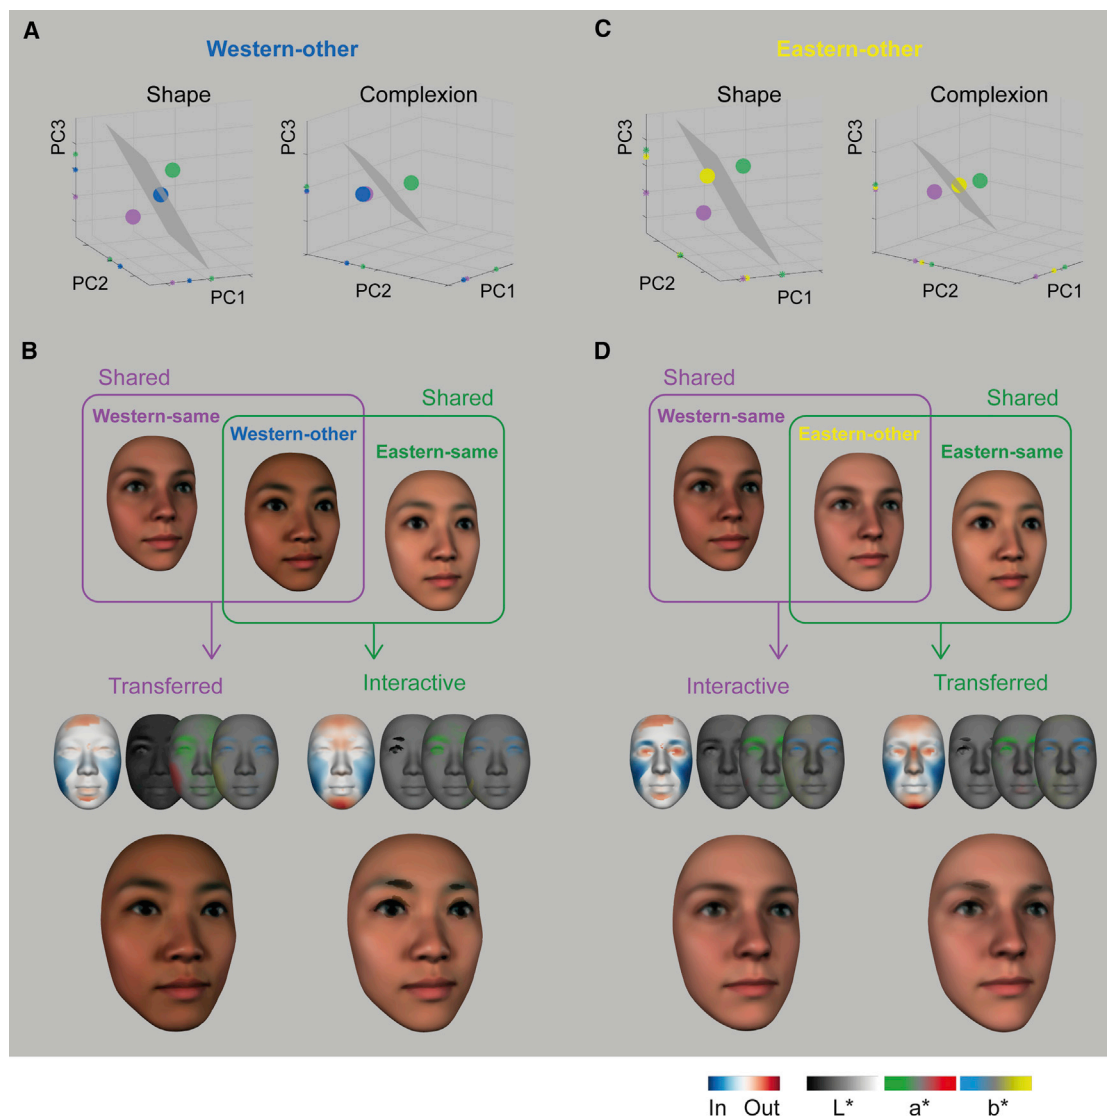 A
Western-other
Shape
Complexion
PC3
PC2
PC1
PC3
PC2
PC1
C
Eastern-other
Shape
Complexion
PC3
PC2
PC1
PC3
PC2
PC1
B
Shared
Shared
Western-same
Western-other
Eastern-same
Transferred
Interactive
D
Shared
Shared
Western-same
Eastern-other
Eastern-same
Interactive
Transferred
In Out
L*
a*
b*